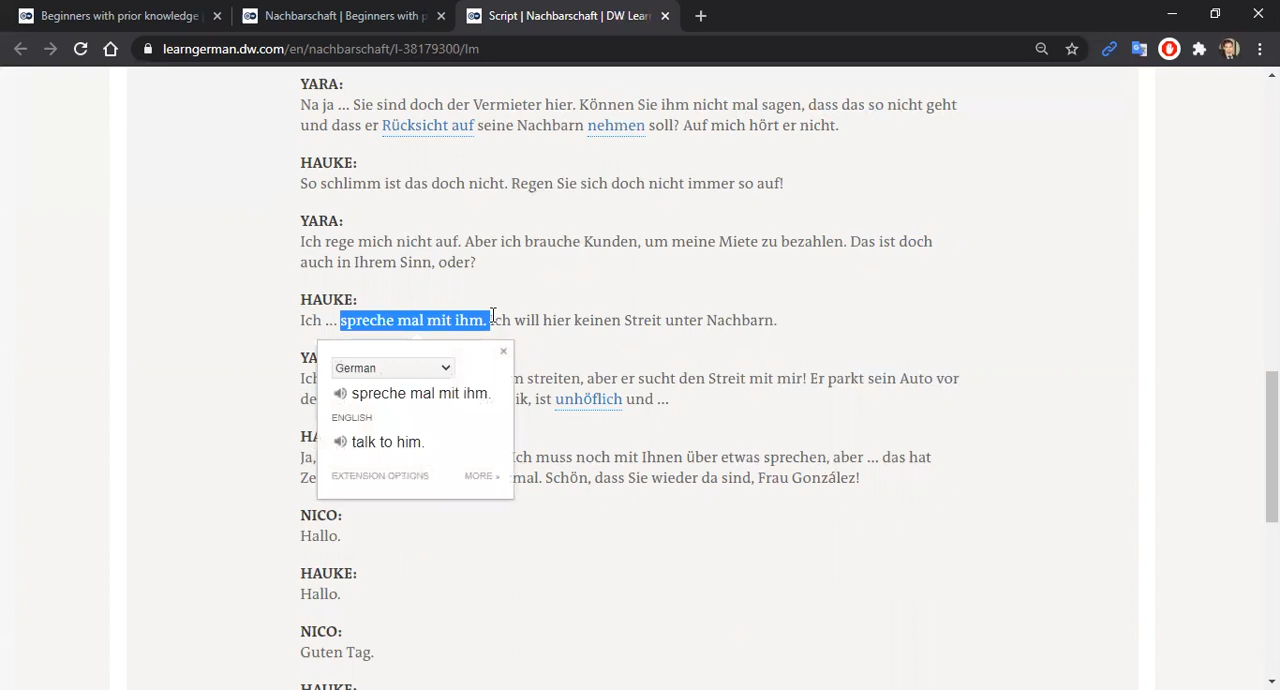 Beginners with prior knowledge
Nachbarschaft | Beginners with p
Script | Nachbarschaft | DW Lear
learngerman.dw.com/en/nachbarschaft/l-38179300/lm
YARA:
Na ja ... Sie sind doch der Vermieter hier. Können Sie ihm nicht mal sagen, dass das so nicht geht
und dass er Rücksicht auf seine Nachbarn nehmen soll? Auf mich hört er nicht.
HAUKE:
So schlimm ist das doch nicht. Regen Sie sich doch nicht immer so auf!
YARA:
Ich rege mich nicht auf. Aber ich brauche Kunden, um meine Miete zu bezahlen. Das ist doch
auch in Ihrem Sinn, oder?
HAUKE:
Ich ... spreche mal mit ihm. Ich will hier keinen Streit unter Nachbarn.
YA
Ich m streiten, aber er sucht den Streit mit mir! Er parkt sein Auto vor
de ik, ist unhöflich und ...
HA
Ja, Ich muss noch mit Ihnen über etwas sprechen, aber ... das hat
Ze mal. Schön, dass Sie wieder da sind, Frau González!
German
spreche mal mit ihm.
ENGLISH
talk to him.
EXTENSION OPTIONS MORE »
NICO:
Hallo.
HAUKE:
Hallo.
NICO:
Guten Tag.
HAUKE: